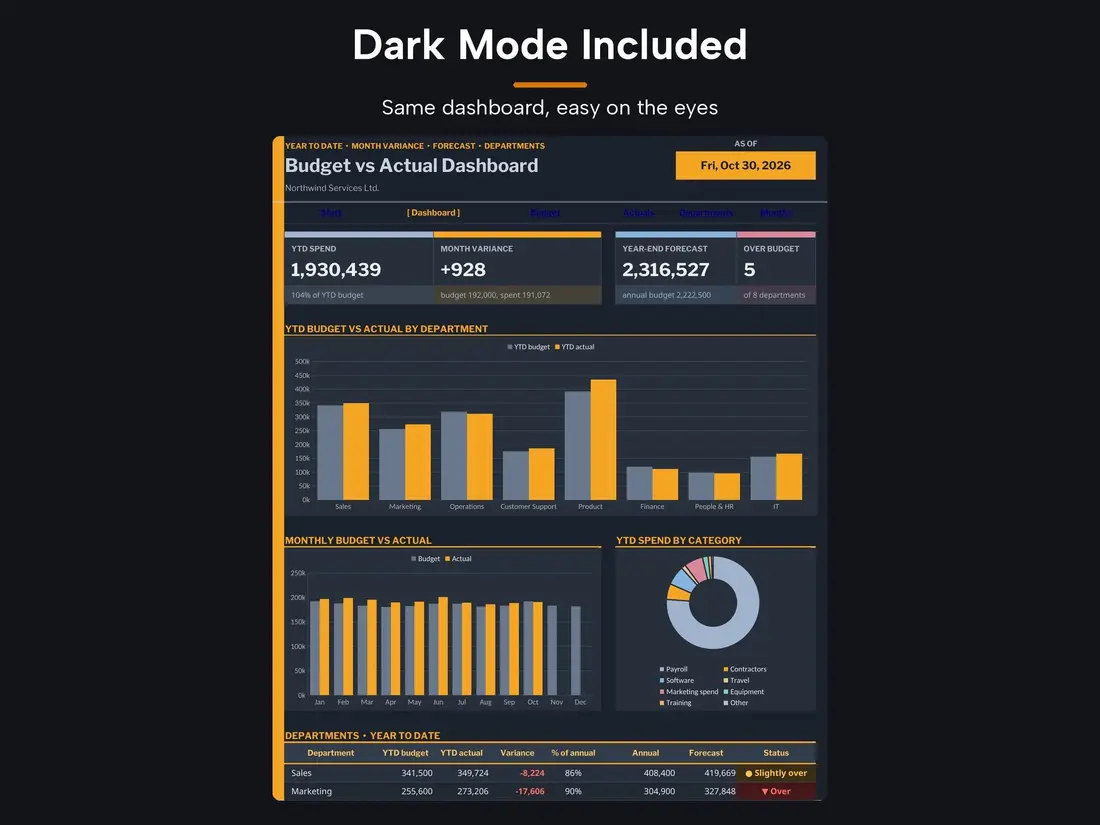 Dark Mode Included
Same dashboard, easy on the eyes
YEAR TO DATE • MONTH VARIANCE • FORECAST • DEPARTMENTS
AS OF
Budget vs Actual Dashboard
Fri, Oct 30, 2026
Northwind Services Ltd.
[ Dashboard ] Budget Actuals Departments Months
YTD SPEND MONTH VARIANCE YEAR-END FORECAST OVER BUDGET
1,930,439 +928 2,316,527 5
104% of YTD budget budget 192,000, spent 191,072 annual budget 2,222,500 of 8 departments
YTD BUDGET VS ACTUAL BY DEPARTMENT
YTD budget YTD actual
500k
450k
400k
350k
300k
250k
200k
150k
100k
50k
0k
Sales Marketing Operations Customer Support Product Finance People & HR IT
MONTHLY BUDGET VS ACTUAL
Budget Actual
250k
200k
150k
100k
50k
0k
Jan Feb Mar Apr May Jun Jul Aug Sep Oct Nov Dec
YTD SPEND BY CATEGORY
Payroll Contractors
Software Travel
Marketing spend Equipment
Training Other
DEPARTMENTS • YEAR TO DATE
Department YTD budget YTD actual Variance % of annual Annual Forecast Status
Sales 341,500 349,724 -8,224 86% 408,400 419,669 ● Slightly over
Marketing 255,600 273,206 -17,606 90% 304,900 327,848 ▼ Over